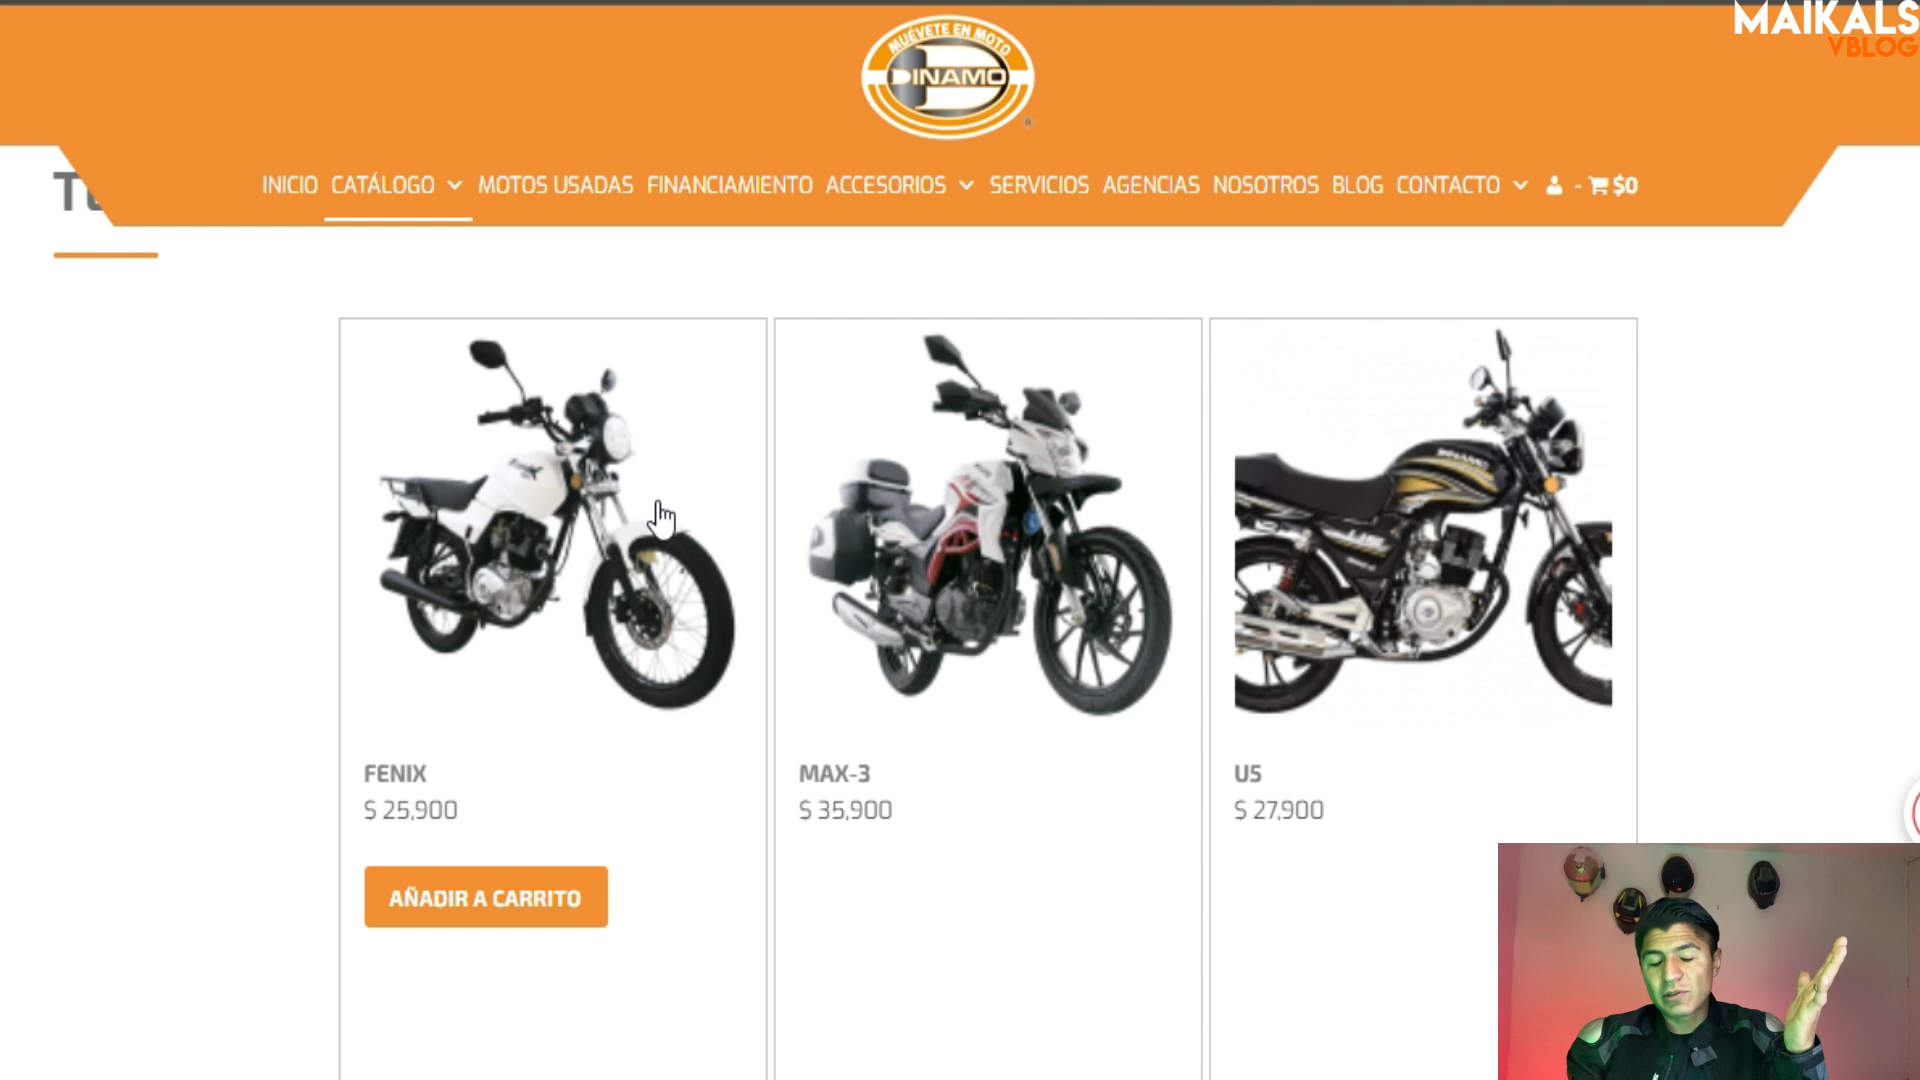 MAIKALS
VBLOG
MUÉVETE EN MOTO
DINAMO
INICIO CATÁLOGO MOTOS USADAS FINANCIAMIENTO ACCESORIOS SERVICIOS AGENCIAS NOSOTROS BLOG CONTACTO - $0
FENIX
$ 25,900
AÑADIR A CARRITO
MAX-3
$ 35,900
U5
$ 27,900